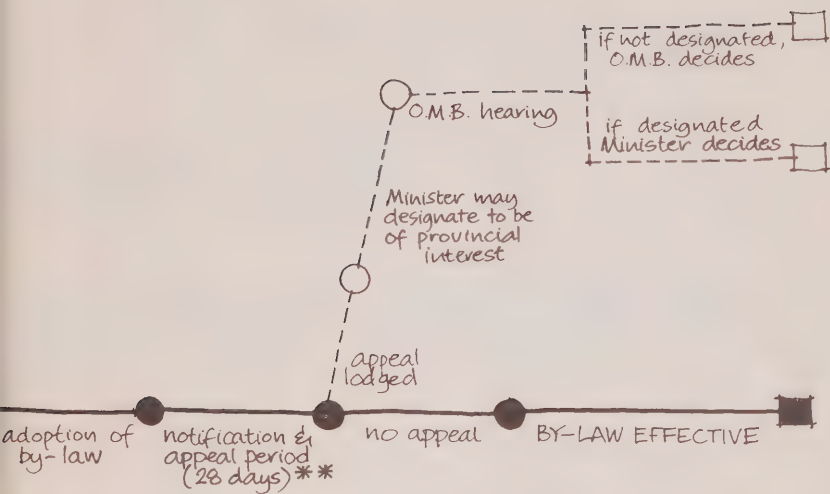 if not designated,
O.M.B. decides
O.M.B. hearing
if designated
Minister decides
Minister may
designate to be
of provincial
interest
appeal
lodged
adoption of
by-law
notification &
appeal period
(28 days)**
no appeal
BY-LAW EFFECTIVE